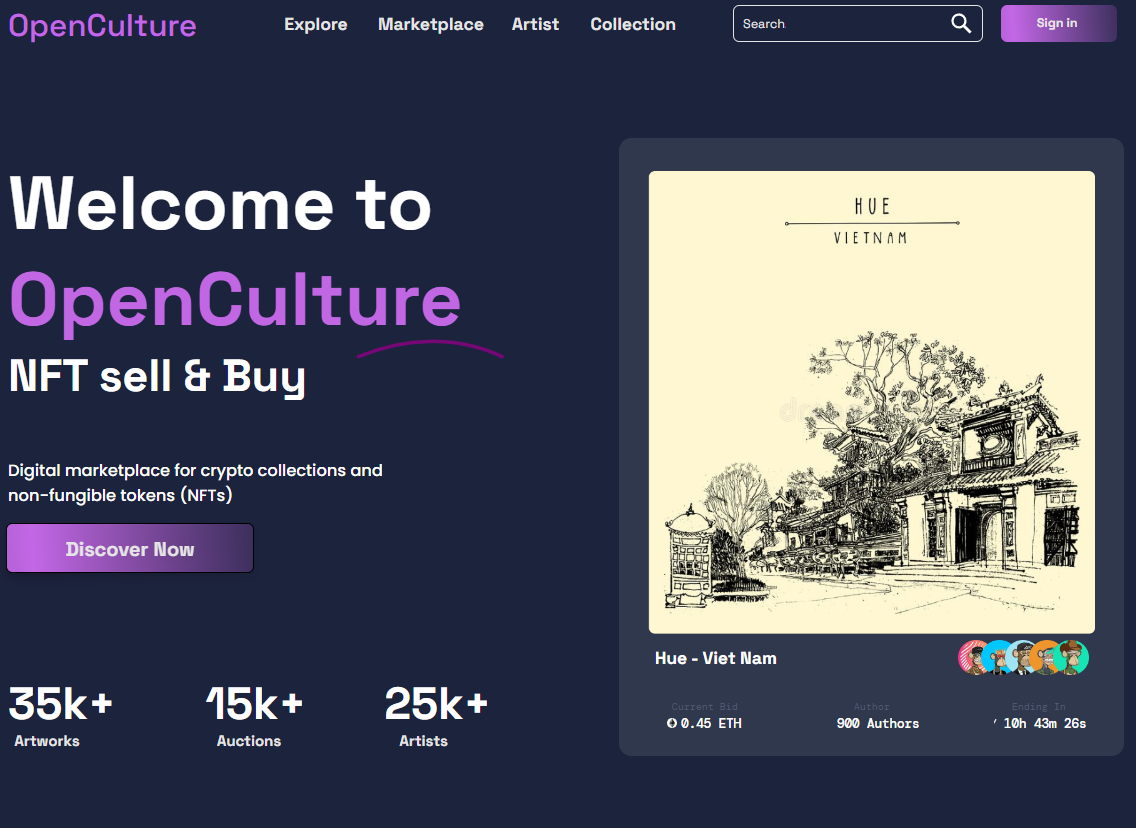 OpenCulture
Explore Marketplace Artist Collection
Search
Sign in
Welcome to
OpenCulture
NFT sell & Buy
Digital marketplace for crypto collections and
non-fungible tokens (NFTs)
Discover Now
35k+ 15k+ 25k+
Artworks Auctions Artists
HUE
VIETNAM
Hue - Viet Nam
Current Bid Author Ending In
0.45 ETH 900 Authors 10h 43m 26s